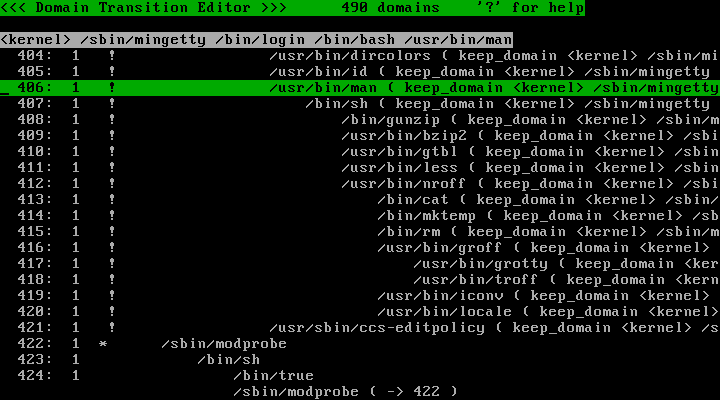 <<< Domain Transition Editor >>>      490 domains    '?' for help
<kernel> /sbin/mingetty /bin/login /bin/bash /usr/bin/man
404:  1   !                 /usr/bin/dircolors ( keep_domain <kernel> /sbin/mi
405:  1   !                 /usr/bin/id ( keep_domain <kernel> /sbin/mingetty
_ 406:  1   !                 /usr/bin/man ( keep_domain <kernel> /sbin/mingetty
407:  1   !                     /bin/sh ( keep_domain <kernel> /sbin/mingetty
408:  1   !                         /bin/gunzip ( keep_domain <kernel> /sbin/m
409:  1   !                         /usr/bin/bzip2 ( keep_domain <kernel> /sbi
410:  1   !                         /usr/bin/gtbl ( keep_domain <kernel> /sbin
411:  1   !                         /usr/bin/less ( keep_domain <kernel> /sbin
412:  1   !                         /usr/bin/nroff ( keep_domain <kernel> /sbi
413:  1   !                             /bin/cat ( keep_domain <kernel> /sbin/
414:  1   !                             /bin/mktemp ( keep_domain <kernel> /sb
415:  1   !                             /bin/rm ( keep_domain <kernel> /sbin/m
416:  1   !                             /usr/bin/groff ( keep_domain <kernel>
417:  1   !                                 /usr/bin/grotty ( keep_domain <ker
418:  1   !                                 /usr/bin/troff ( keep_domain <kern
419:  1   !                             /usr/bin/iconv ( keep_domain <kernel>
420:  1   !                             /usr/bin/locale ( keep_domain <kernel>
421:  1   !                 /usr/sbin/ccs-editpolicy ( keep_domain <kernel> /s
422:  1  *      /sbin/modprobe
423:  1             /bin/sh
424:  1                 /bin/true
/sbin/modprobe ( -> 422 )